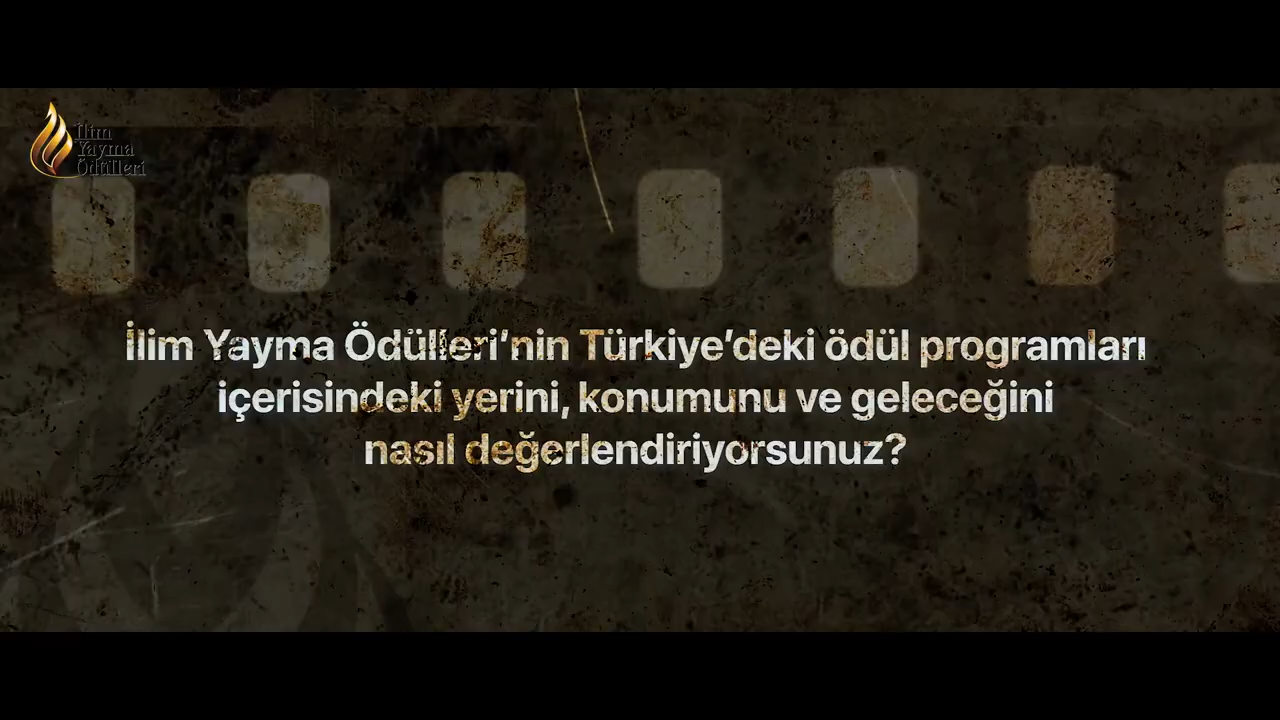 İlim
Yayma
Ödülleri
İlim Yayma Ödülleri’nin Türkiye’deki ödül programları
içerisindeki yerini, konumunu ve geleceğini
nasıl değerlendiriyorsunuz?